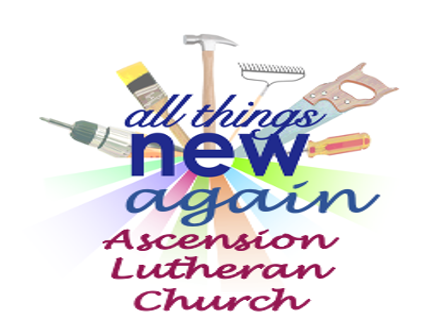 all things
new
again
Ascension
Lutheran
Church